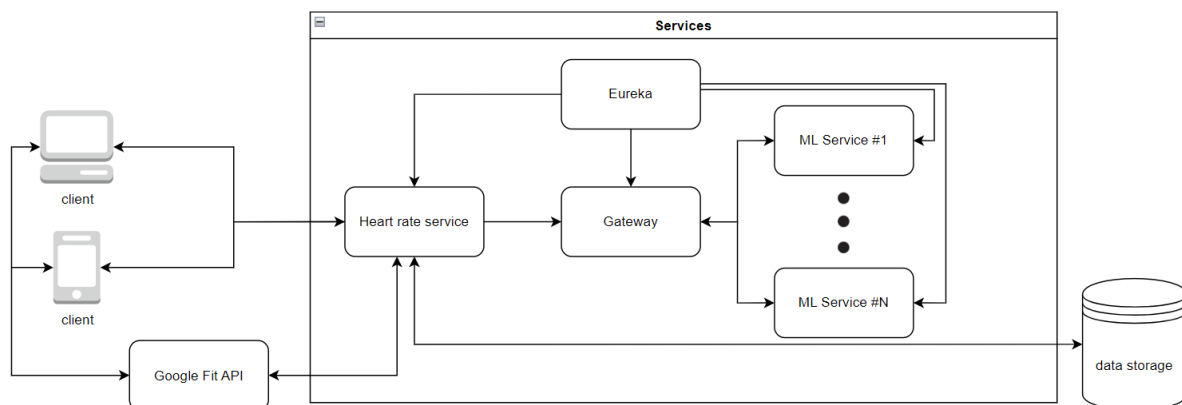 Services
Eureka
ML Service #1
client
Heart rate service
Gateway
ML Service #N
client
Google Fit API
data storage